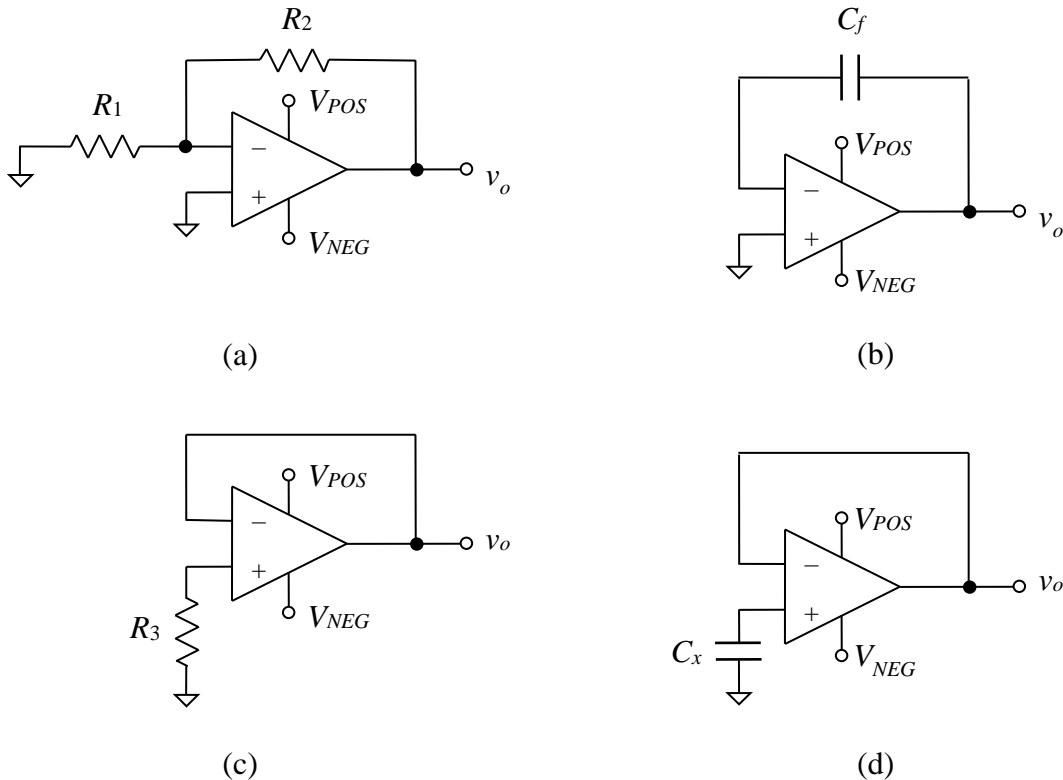 R2
R1
VPOS
−
+
vo
VNEG
(a)
Cf
VPOS
−
+
vo
VNEG
(b)
VPOS
−
+
vo
VNEG
R3
(c)
VPOS
−
+
vo
VNEG
Cx
(d)